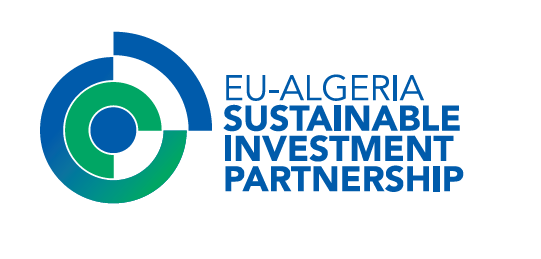 EU-ALGERIA
SUSTAINABLE
INVESTMENT
PARTNERSHIP